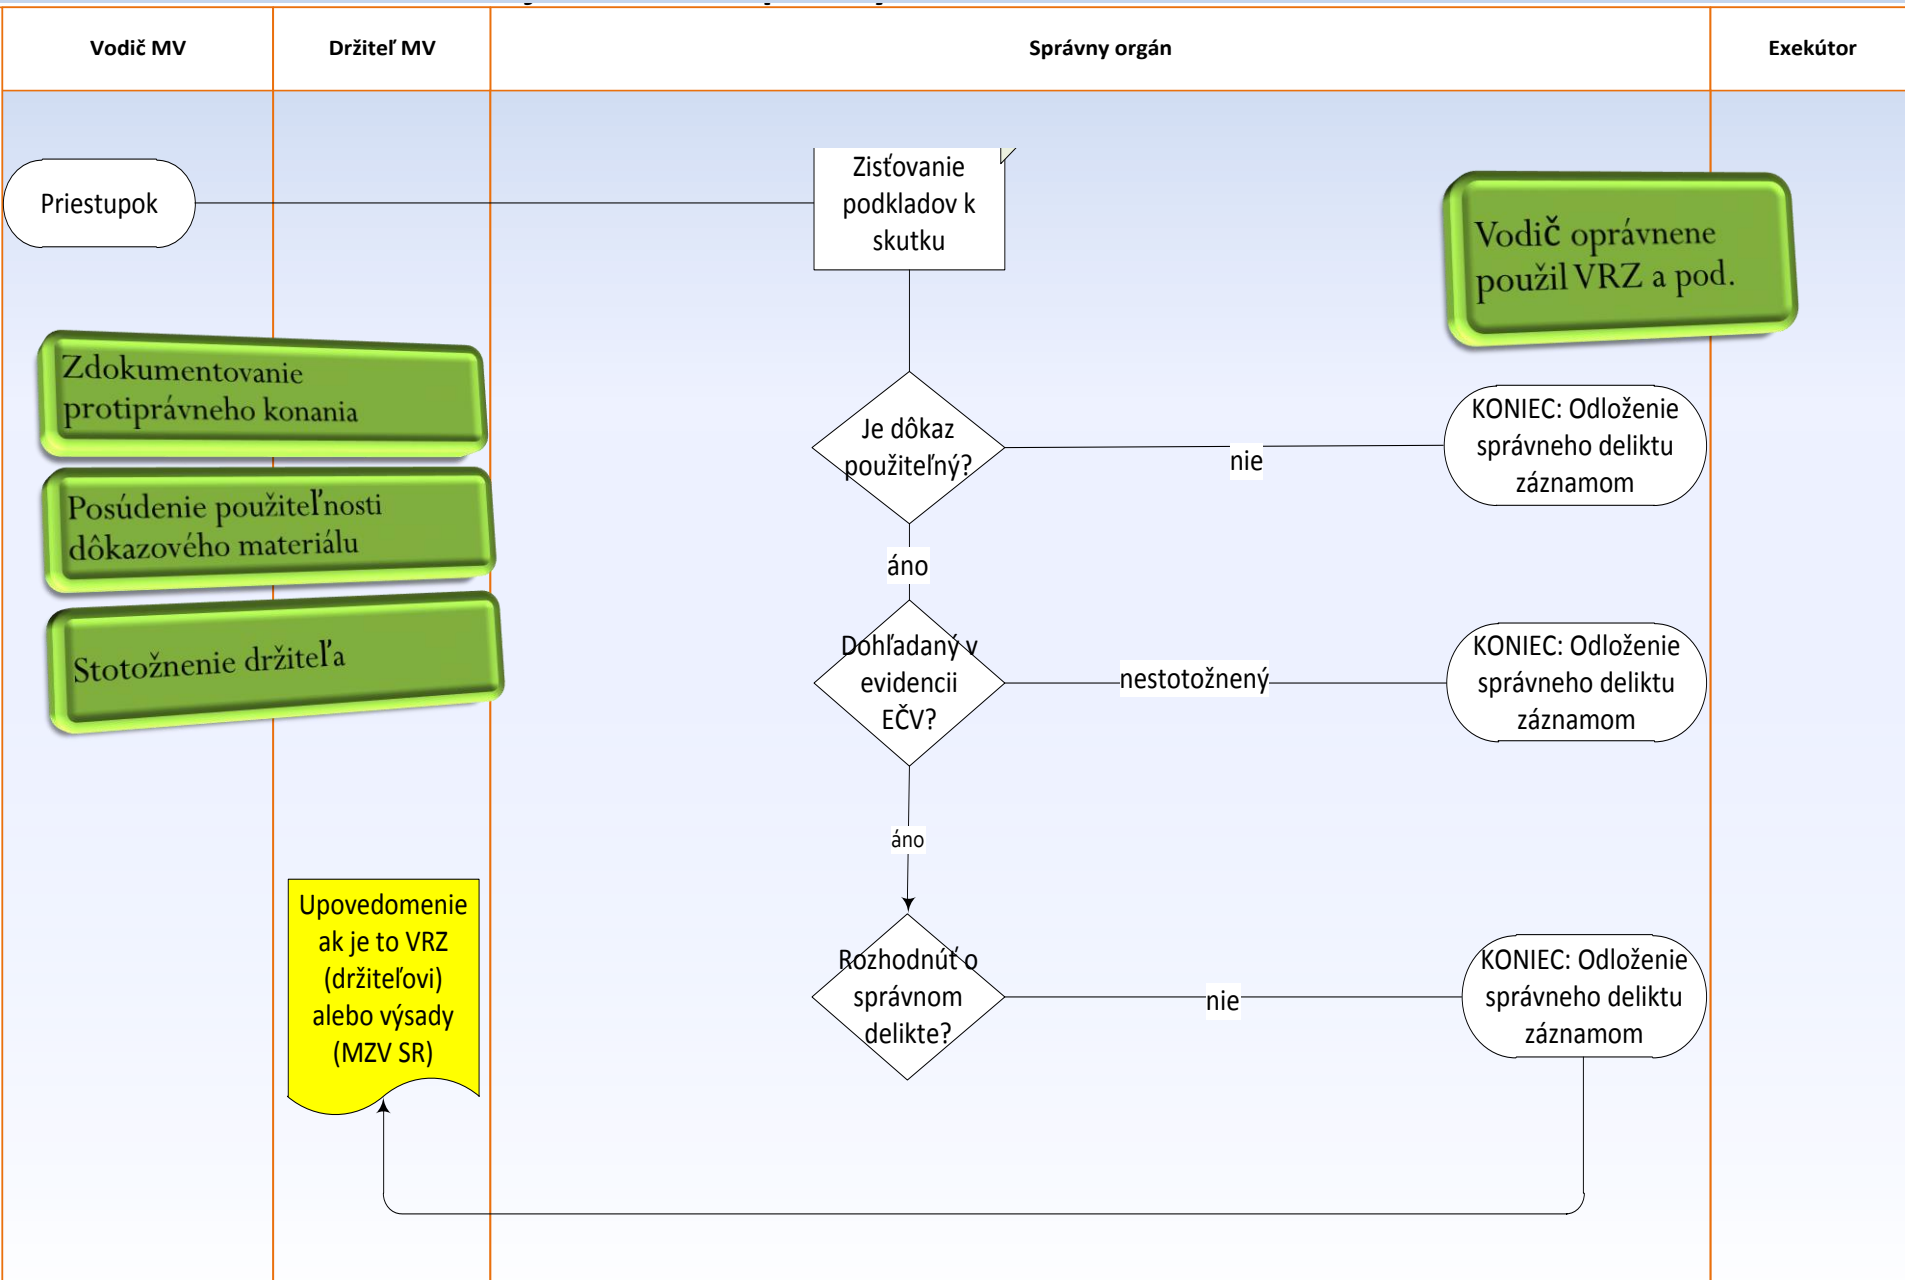 Vodič MV
Držiteľ MV
Správny orgán
Exekútor
Priestupok
Zisťovanie
podkladov k
skutku
Vodič oprávnene
použil VRZ a pod.
Zdokumentovanie
protiprávneho konania
Posúdenie použiteľnosti
dôkazového materiálu
Stotožnenie držiteľa
Je dôkaz
použiteľný?
nie
KONIEC: Odloženie
správneho deliktu
záznamom
áno
Dohľadaný v
evidencii
EČV?
nestotožnený
KONIEC: Odloženie
správneho deliktu
záznamom
áno
Upovedomenie
ak je to VRZ
(držiteľovi)
alebo výsady
(MZV SR)
Rozhodnúť o
správnom
delikte?
nie
KONIEC: Odloženie
správneho deliktu
záznamom